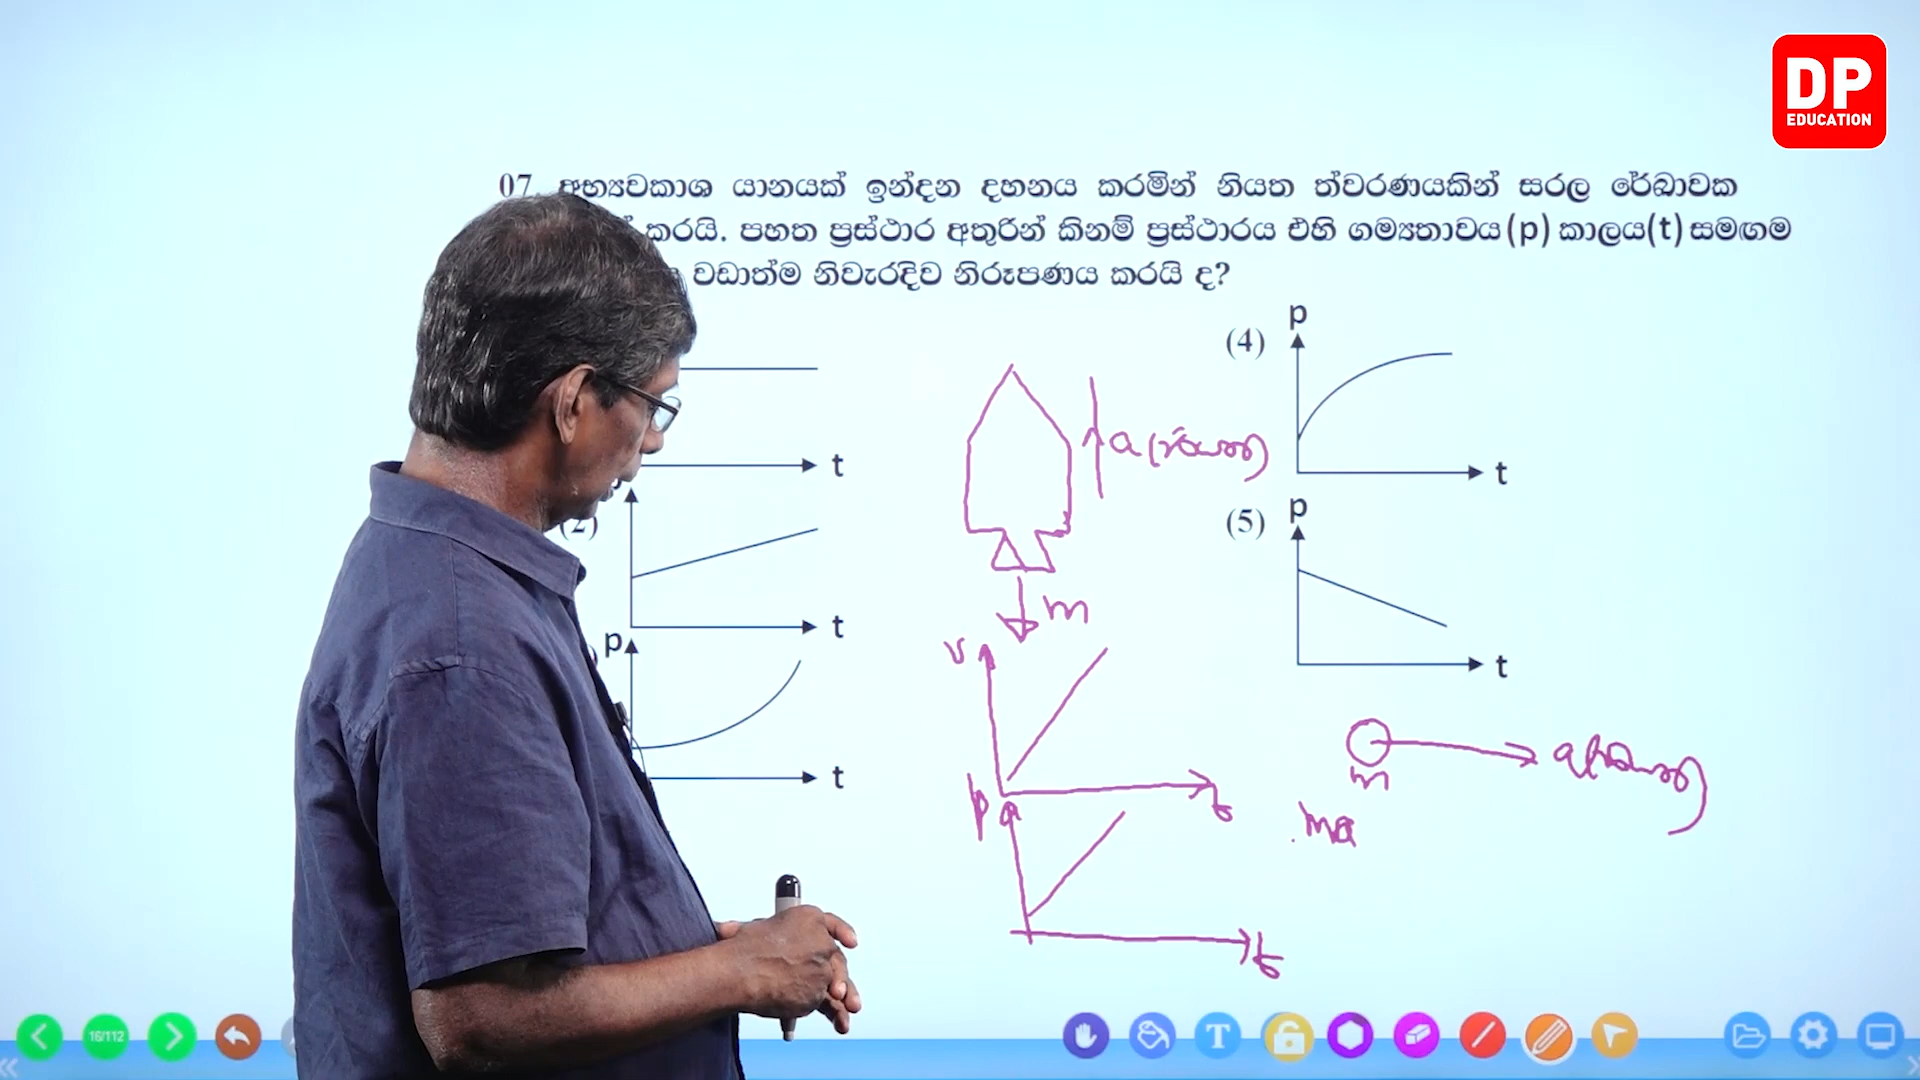 DP
EDUCATION
07. අභ්‍යවකාශ යානයක් ඉන්දන දහනය කරමින් නියත ත්වරණයකින් සරල රේඛාවක
කරයි. පහත ප්‍රස්ථාර අතුරින් කිනම් ප්‍රස්ථාරය එහි ගම්‍යතාවය (p) කාලය(t) සමඟම
වඩාත්ම නිවැරදිව නිරූපණය කරයි ද?
t
(2)
t
p
t
(4)
p
t
(5)
p
t
a
m
v
t
p
t
m
a
ma
16/112
T